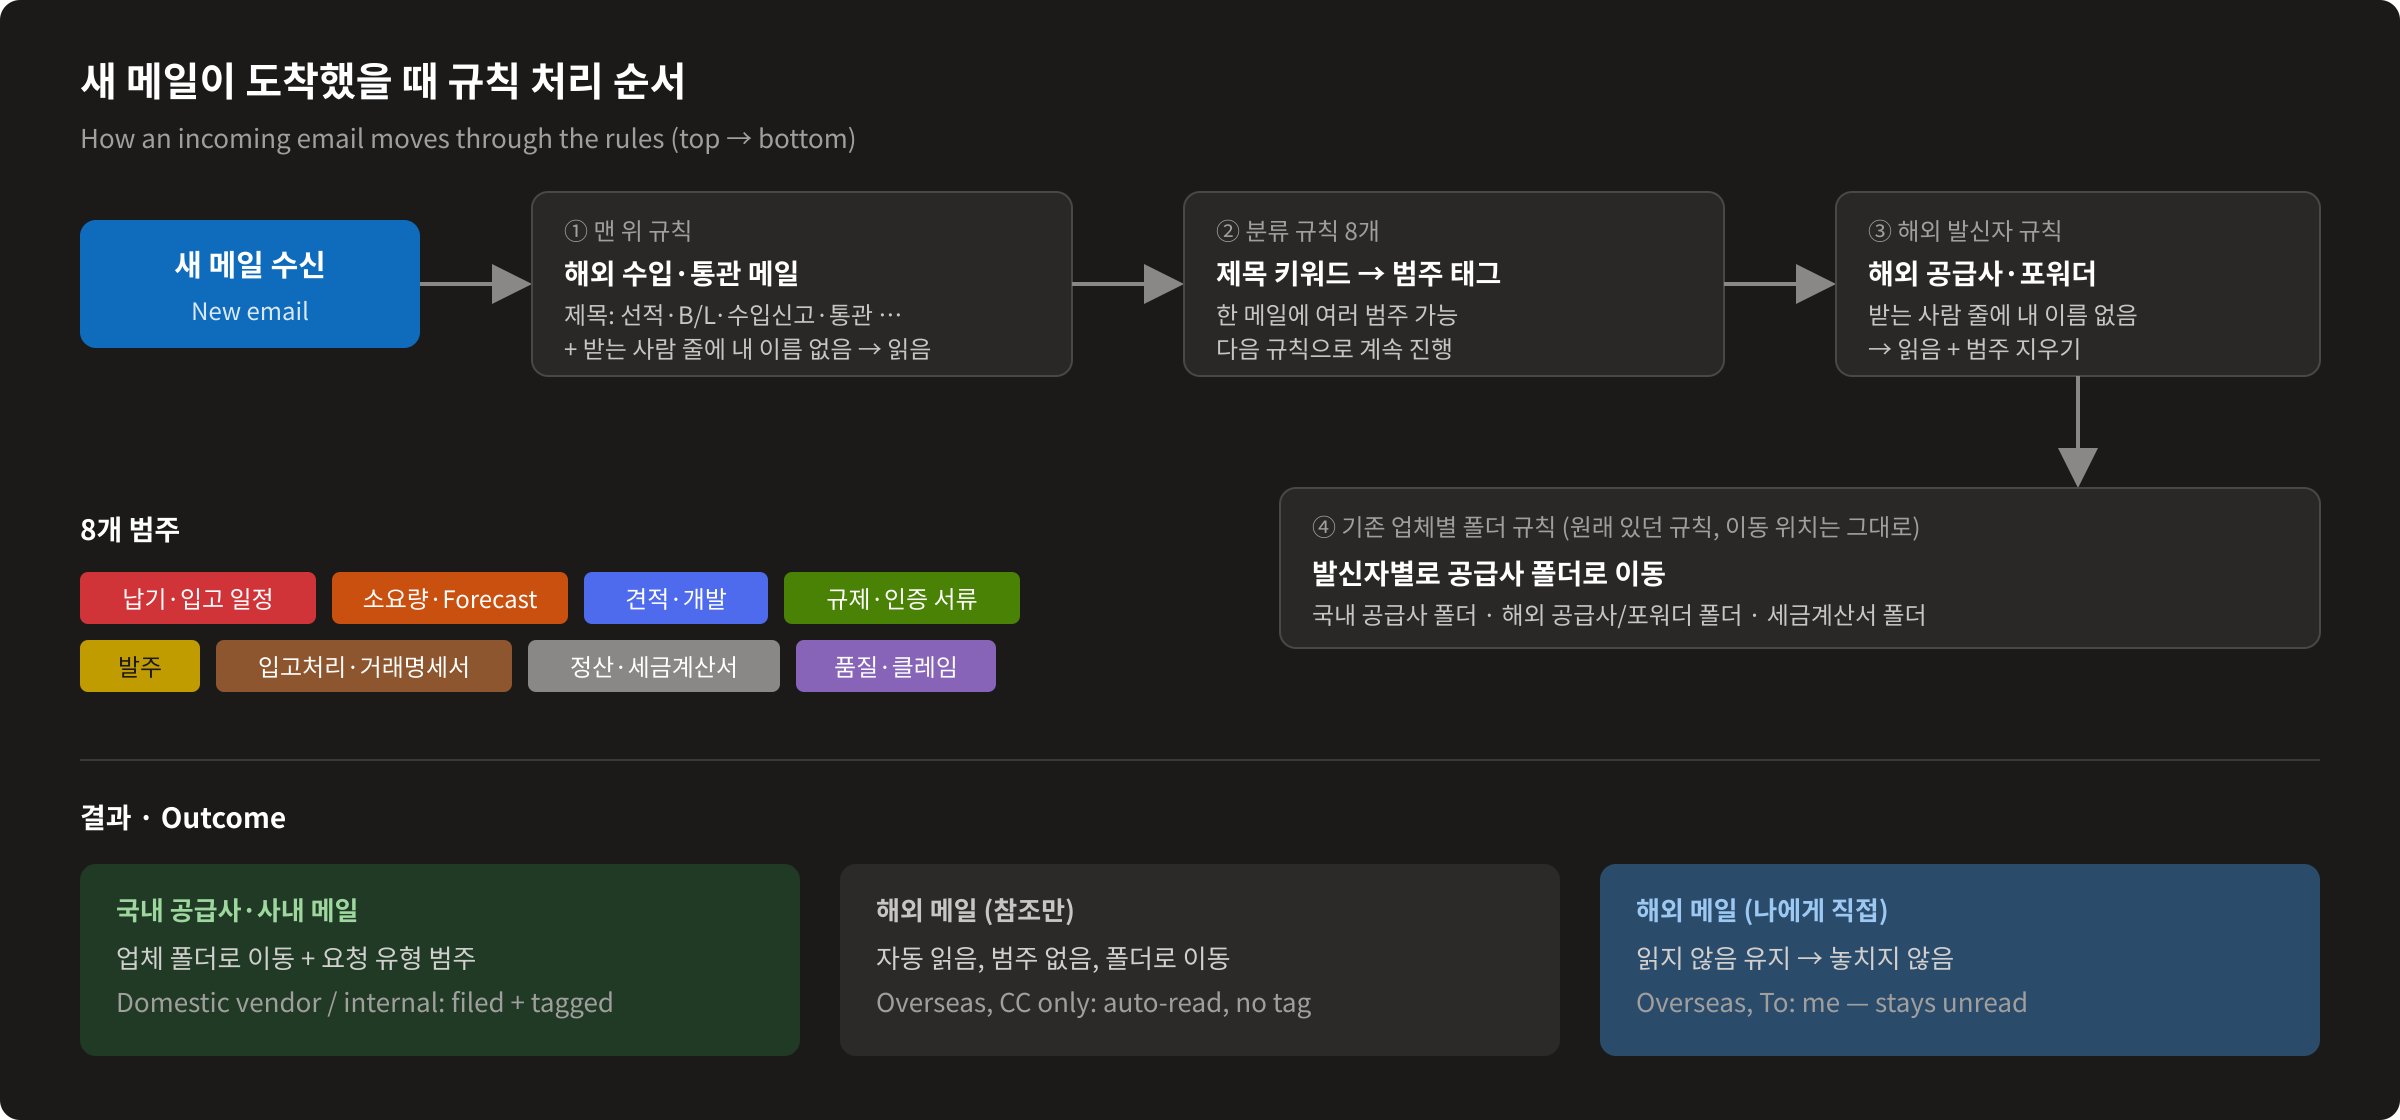 새 메일이 도착했을 때 규칙 처리 순서
How an incoming email moves through the rules (top → bottom)
새 메일 수신
New email
① 맨 위 규칙
해외 수입·통관 메일
제목: 선적·B/L·수입신고·통관 …
+ 받는 사람 줄에 내 이름 없음 → 읽음
② 분류 규칙 8개
제목 키워드 → 범주 태그
한 메일에 여러 범주 가능
다음 규칙으로 계속 진행
③ 해외 발신자 규칙
해외 공급사·포워더
받는 사람 줄에 내 이름 없음
→ 읽음 + 범주 지우기
④ 기존 업체별 폴더 규칙 (원래 있던 규칙, 이동 위치는 그대로)
발신자별로 공급사 폴더로 이동
국내 공급사 폴더 · 해외 공급사/포워더 폴더 · 세금계산서 폴더
8개 범주
납기·입고 일정
소요량·Forecast
견적·개발
규제·인증 서류
발주
입고처리·거래명세서
정산·세금계산서
품질·클레임
결과 · Outcome
국내 공급사·사내 메일
업체 폴더로 이동 + 요청 유형 범주
Domestic vendor / internal: filed + tagged
해외 메일 (참조만)
자동 읽음, 범주 없음, 폴더로 이동
Overseas, CC only: auto-read, no tag
해외 메일 (나에게 직접)
읽지 않음 유지 → 놓치지 않음
Overseas, To: me — stays unread